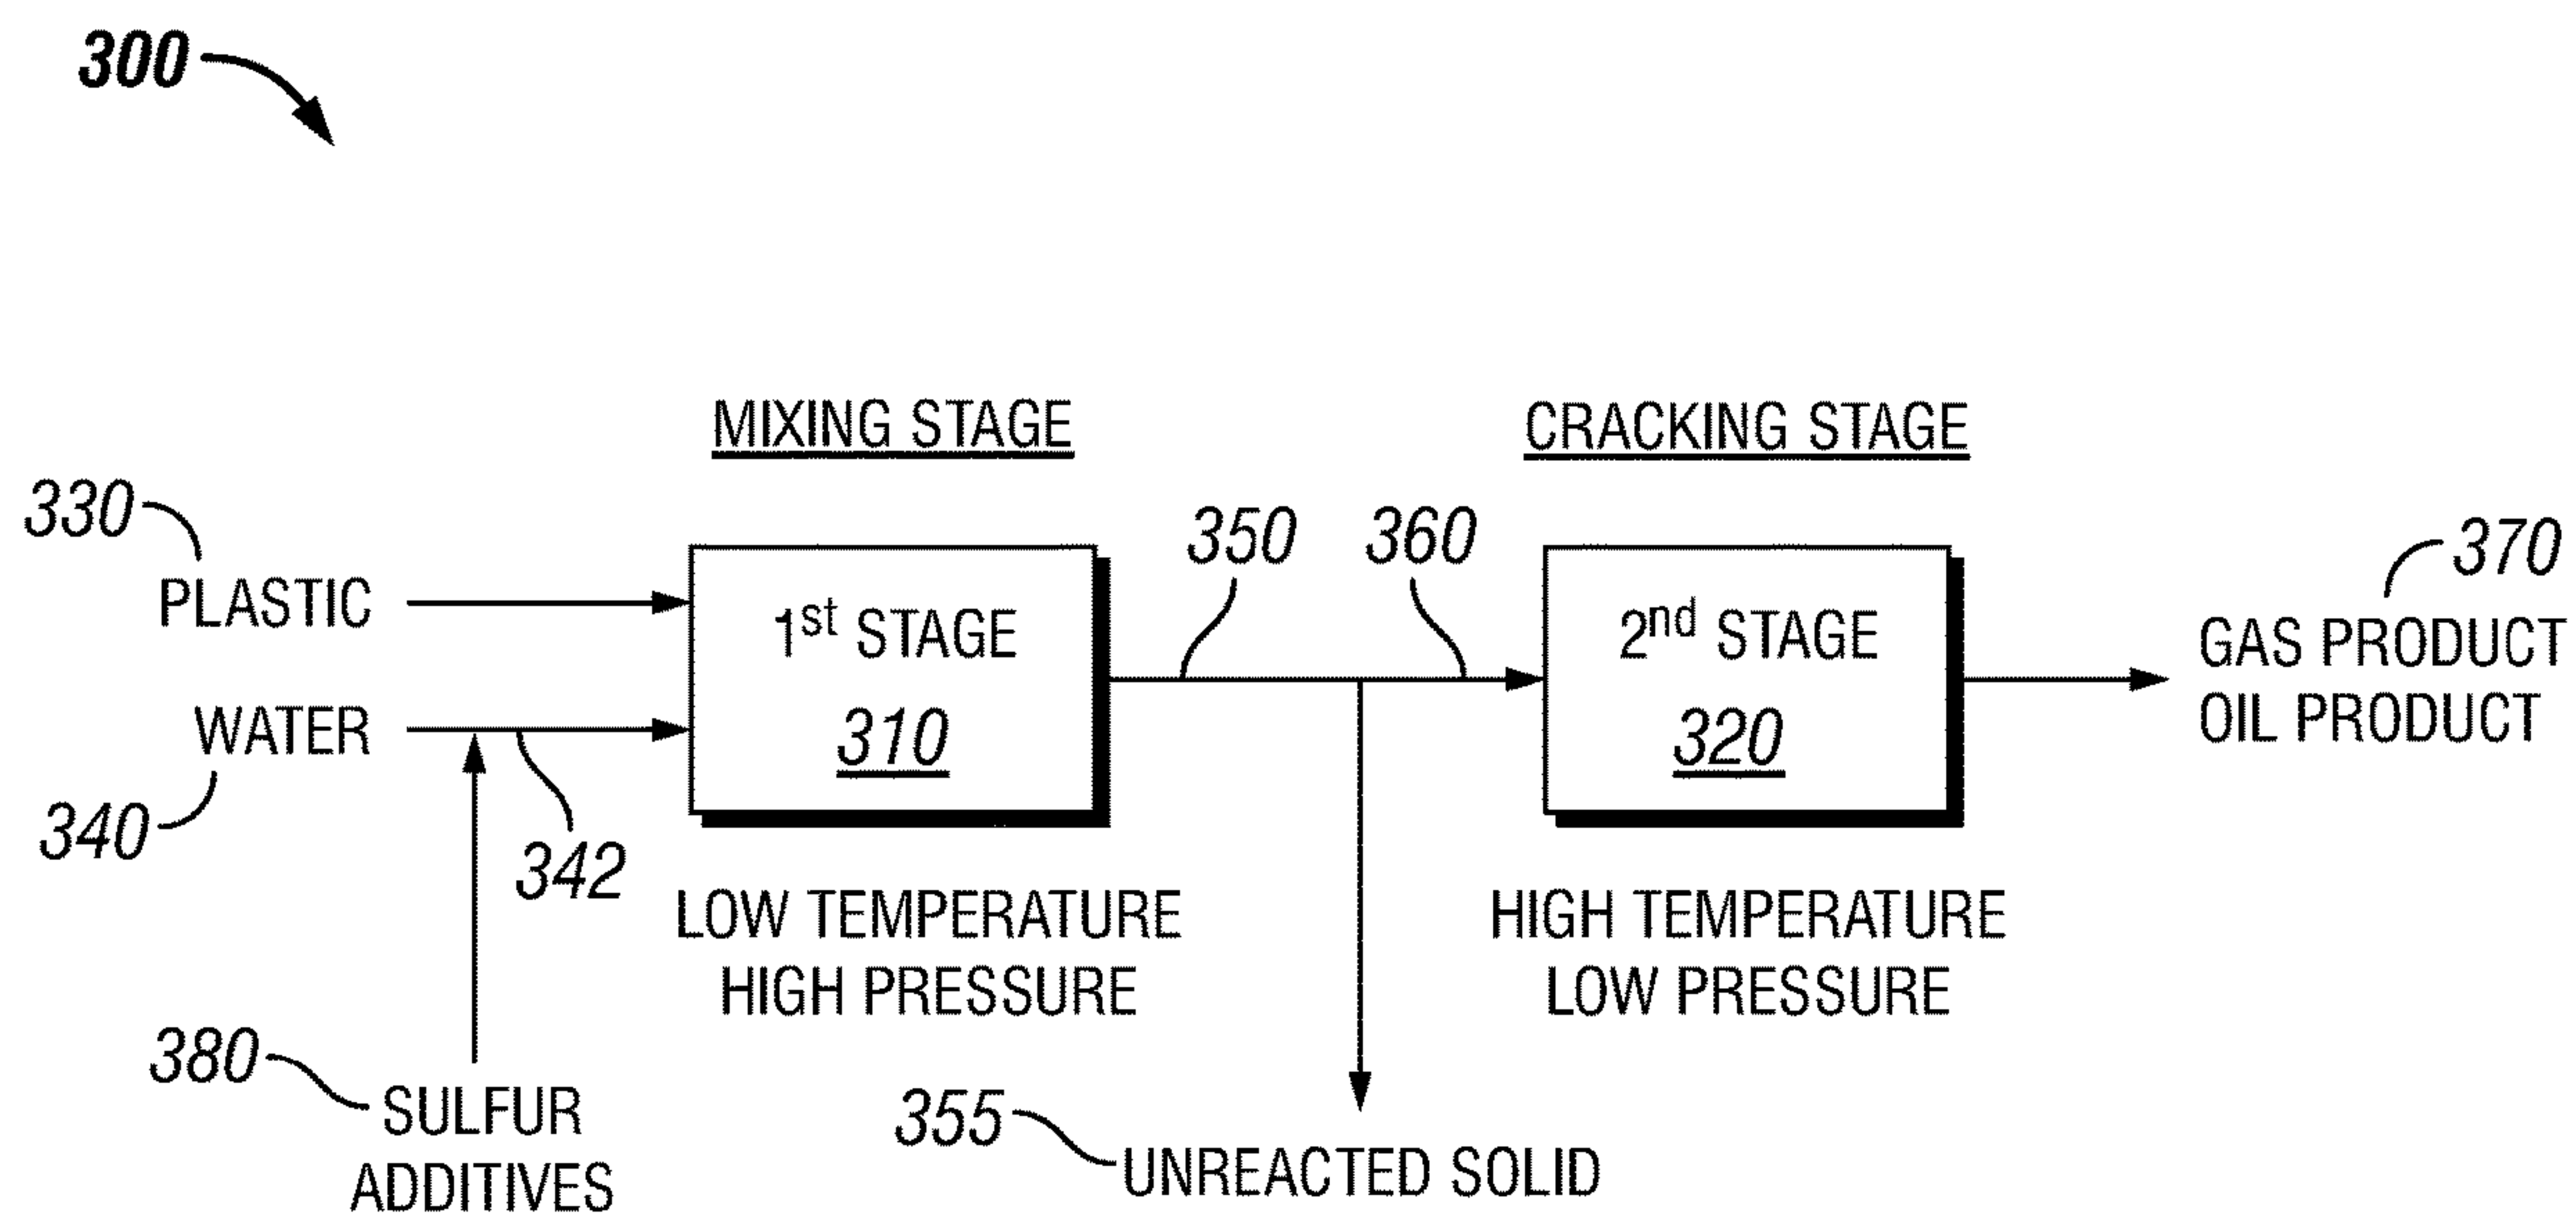 300
MIXING STAGE
CRACKING STAGE
330
PLASTIC
WATER
340
342
380
SULFUR
ADDITIVES
1st STAGE
310
LOW TEMPERATURE
HIGH PRESSURE
350
360
355
UNREACTED SOLID
2nd STAGE
320
HIGH TEMPERATURE
LOW PRESSURE
370
GAS PRODUCT
OIL PRODUCT